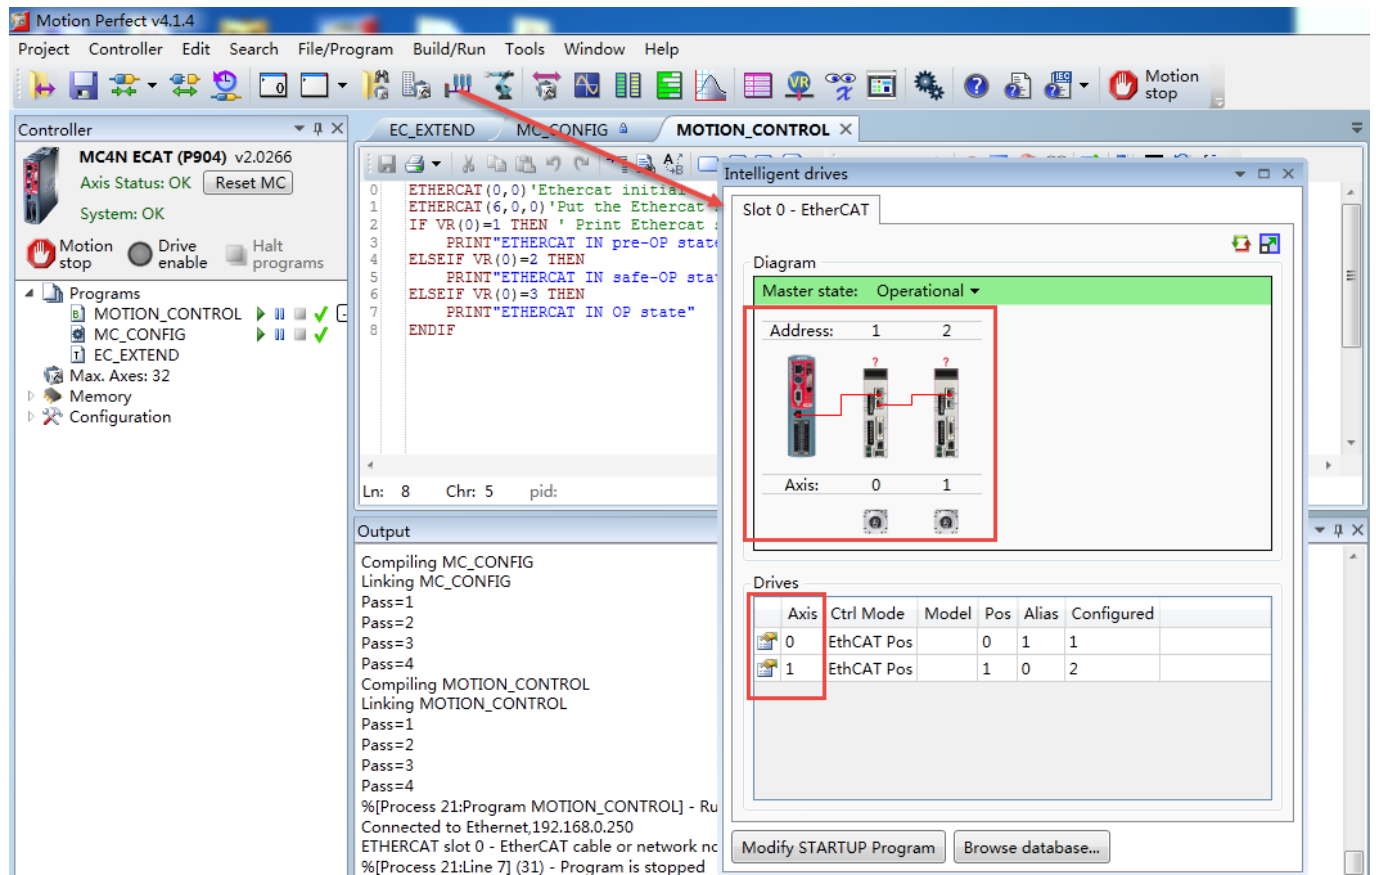 Motion Perfect v4.1.4
Project Controller Edit Search File/Program Build/Run Tools Window Help
Motion stop
Controller
MC4N ECAT (P904) v2.0266
Axis Status: OK Reset MC
System: OK
Motion stop Drive enable Halt programs
Programs
MOTION_CONTROL
MC_CONFIG
EC_EXTEND
Max. Axes: 32
Memory
Configuration
EC_EXTEND MC_CONFIG MOTION_CONTROL
0 ETHERCAT(0,0)'Ethercat initial
1 ETHERCAT(6,0,0)'Put the Ethercat
2 IF VR(0)=1 THEN ' Print Ethercat
3 PRINT"ETHERCAT IN pre-OP state
4 ELSEIF VR(0)=2 THEN
5 PRINT"ETHERCAT IN safe-OP sta
6 ELSEIF VR(0)=3 THEN
7 PRINT"ETHERCAT IN OP state"
8 ENDIF
Ln: 8 Chr: 5 pid:
Output
Compiling MC_CONFIG
Linking MC_CONFIG
Pass=1
Pass=2
Pass=3
Pass=4
Compiling MOTION_CONTROL
Linking MOTION_CONTROL
Pass=1
Pass=2
Pass=3
Pass=4
%[Process 21:Program MOTION_CONTROL] - Ru
Connected to Ethernet,192.168.0.250
ETHERCAT slot 0 - EtherCAT cable or network nc
%[Process 21:Line 7] (31) - Program is stopped
Intelligent drives
Slot 0 - EtherCAT
Diagram
Master state: Operational
Address: 1 2
? ?
Axis: 0 1
Drives
Axis Ctrl Mode Model Pos Alias Configured
0 EthCAT Pos 0 1 1
1 EthCAT Pos 1 0 2
Modify STARTUP Program Browse database...